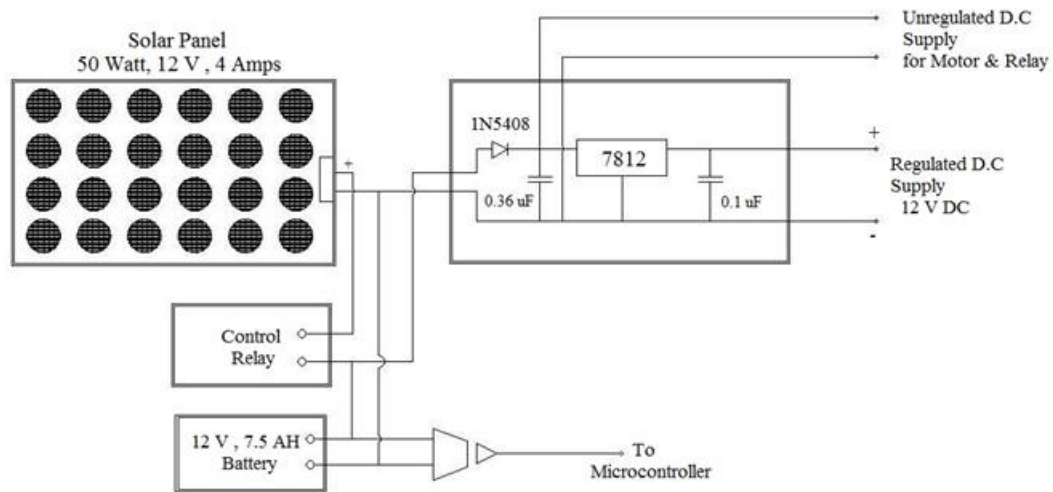 Solar Panel
50 Watt, 12 V , 4 Amps
+
Unregulated D.C
Supply
for Motor & Relay
1N5408
7812
0.36 uF
0.1 uF
+
Regulated D.C
Supply
12 V DC
-
Control
Relay
12 V , 7.5 AH
Battery
To
Microcontroller